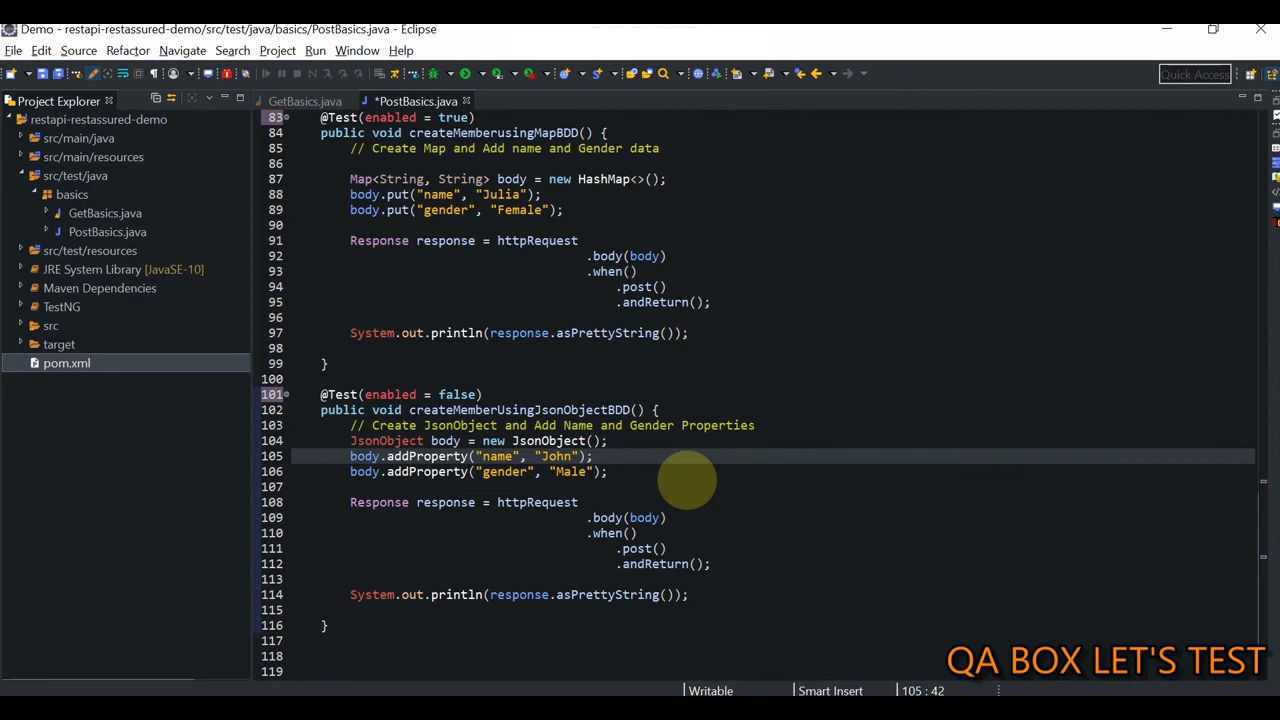 Demo - restapi-restassured-demo/src/test/java/basics/PostBasics.java - Eclipse
File Edit Source Refactor Navigate Search Project Run Window Help
Quick Access
Project Explorer
GetBasics.java *PostBasics.java
restapi-restassured-demo
src/main/java
src/main/resources
src/test/java
basics
GetBasics.java
PostBasics.java
src/test/resources
JRE System Library [JavaSE-10]
Maven Dependencies
TestNG
src
target
pom.xml
83 @Test(enabled = true)
84 public void createMemberusingMapBDD() {
85 // Create Map and Add name and Gender data
86
87 Map<String, String> body = new HashMap<>();
88 body.put("name", "Julia");
89 body.put("gender", "Female");
90
91 Response response = httpRequest
92 .body(body)
93 .when()
94 .post()
95 .andReturn();
96
97 System.out.println(response.asPrettyString());
98
99 }
100
101 @Test(enabled = false)
102 public void createMemberUsingJsonObjectBDD() {
103 // Create JsonObject and Add Name and Gender Properties
104 JsonObject body = new JsonObject();
105 body.addProperty("name", "John");
106 body.addProperty("gender", "Male");
107
108 Response response = httpRequest
109 .body(body)
110 .when()
111 .post()
112 .andReturn();
113
114 System.out.println(response.asPrettyString());
115
116 }
117
118
119
QA BOX LET'S TEST
Writable Smart Insert 105 : 42